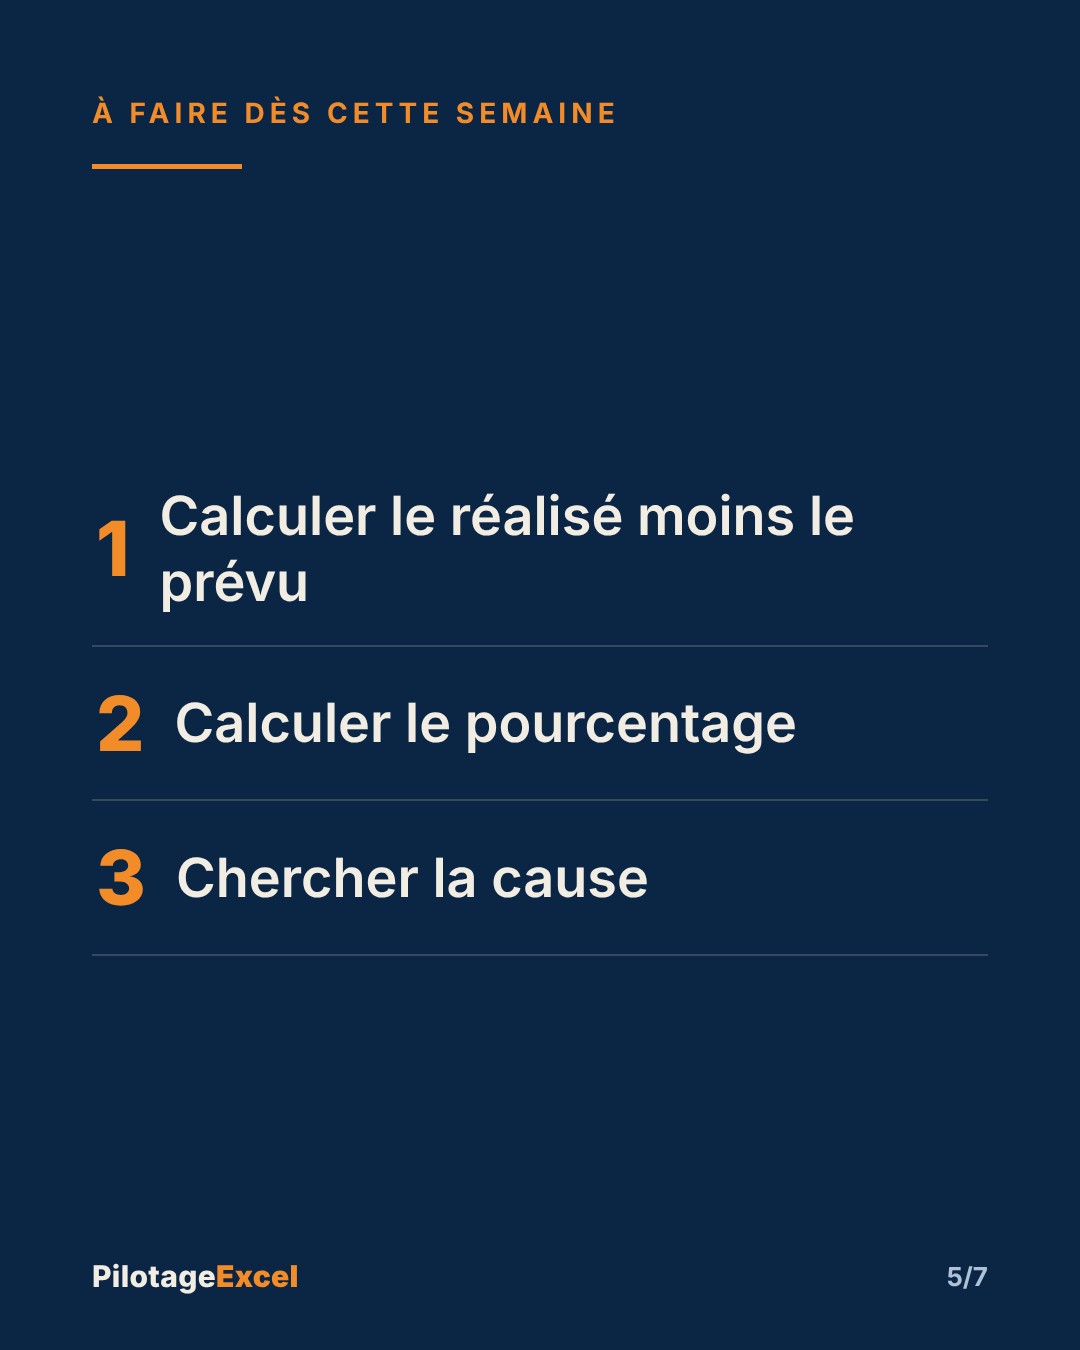 À FAIRE DÈS CETTE SEMAINE
1 Calculer le réalisé moins le
prévu
2 Calculer le pourcentage
3 Chercher la cause
PilotageExcel
5/7